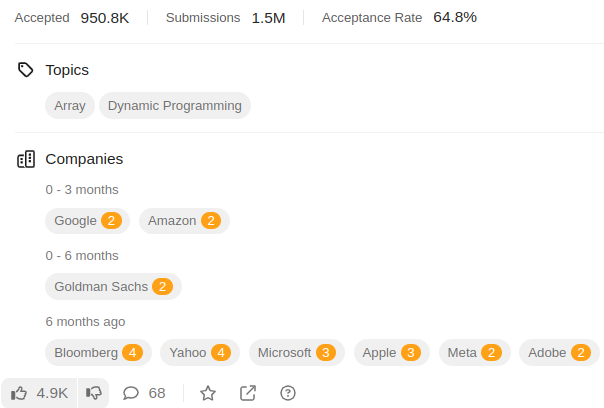 Accepted 950.8K Submissions 1.5M Acceptance Rate 64.8%
Topics
Array Dynamic Programming
Companies
0 - 3 months
Google 2 Amazon 2
0 - 6 months
Goldman Sachs 2
6 months ago
Bloomberg 4 Yahoo 4 Microsoft 3 Apple 3 Meta 2 Adobe 2
4.9K 68